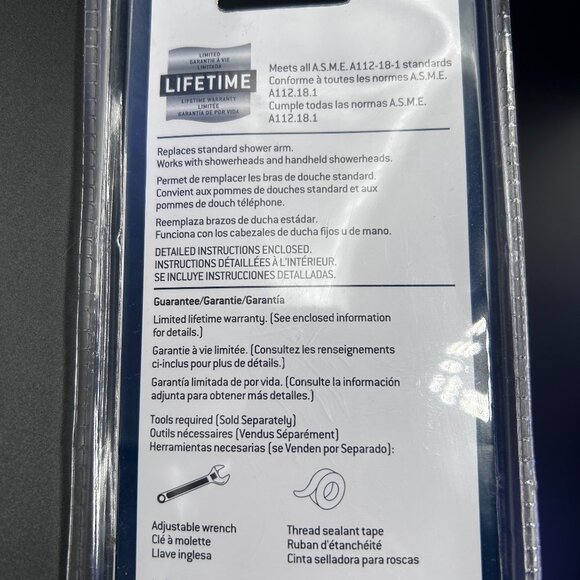 LIMITED
GARANTIE À VIE
LIMITADA
LIFETIME
LIFETIME WARRANTY
LIMITÉE
GARANTÍA DE POR VIDA
Meets all A.S.M.E. A112-18-1 standards
Conforme à toutes les normes A.S.M.E.
A112.18.1
Cumple todas las normas A.S.M.E.
A112.18.1
Replaces standard shower arm.
Works with showerheads and handheld showerheads.
Permet de remplacer les bras de douche standard.
Convient aux pommes de douches standard et aux
pommes de douch téléphone.
Reemplaza brazos de ducha estádar.
Funciona con los cabezales de ducha fijos u de mano.
DETAILED INSTRUCTIONS ENCLOSED.
INSTRUCTIONS DÉTAILLÉES À L'INTÉRIEUR.
SE INCLUYE INSTRUCCIONES DETALLADAS.
Guarantee/Garantie/Garantía
Limited lifetime warranty. (See enclosed information
for details.)
Garantie à vie limitée. (Consultez les renseignements
ci-inclus pour plus de détails.)
Garantía limitada de por vida. (Consulte la información
adjunta para obtener más detalles.)
Tools required (Sold Separately)
Outils nécessaires (Vendus Séparément)
Herramientas necesarias (se Venden por Separado):
Adjustable wrench
Clé à molette
Llave inglesa
Thread sealant tape
Ruban d'étanchéité
Cinta selladora para roscas